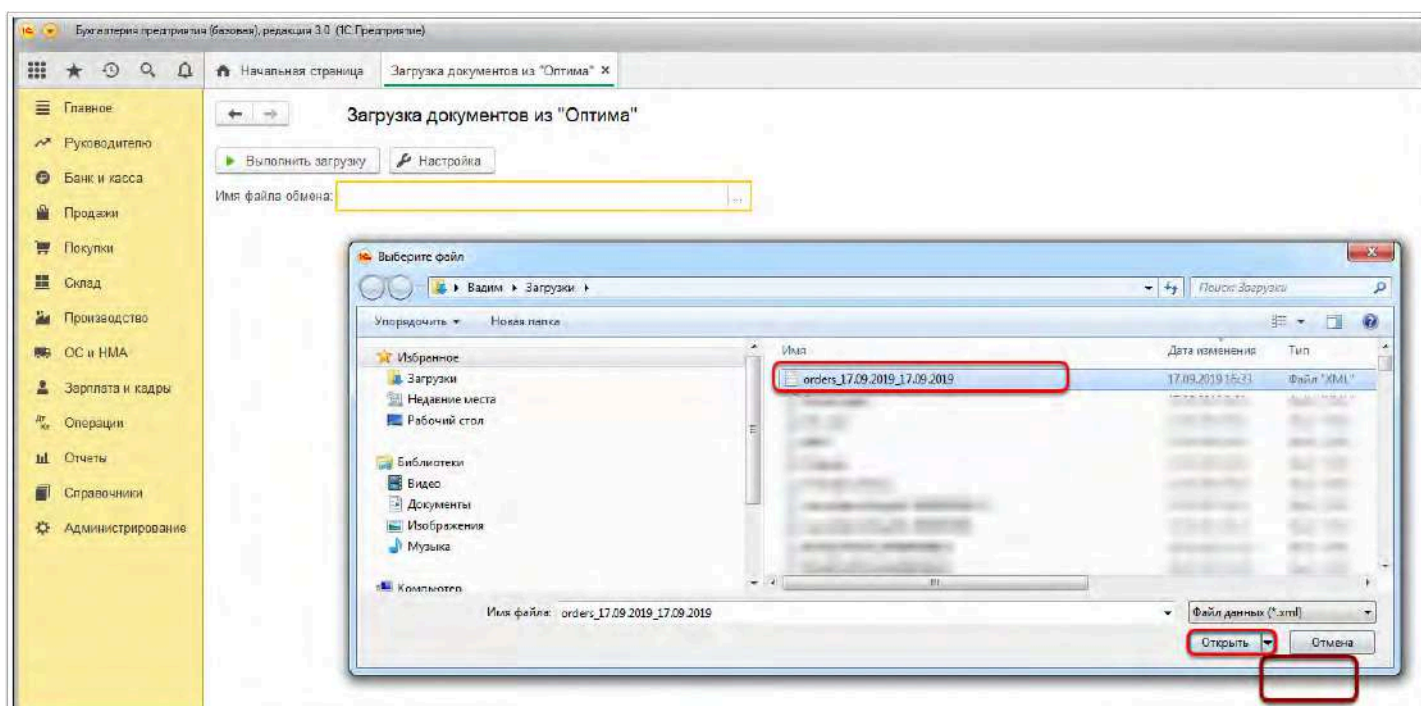 Бухгалтерия предприятия (базовая), редакция 3.0 (1С:Предприятие)
Начальная страница
Загрузка документов из "Оптима" ×
Главное
Руководителю
Банк и касса
Продажи
Покупки
Склад
Производство
ОС и НМА
Зарплата и кадры
Операции
Отчеты
Справочники
Администрирование
Загрузка документов из "Оптима"
Выполнить загрузку
Настройка
Имя файла обмена:
Выберите файл
Вадим ▸ Загрузки ▸
Поиск: Загрузки
Упорядочить
Новая папка
Избранное
Загрузки
Недавние места
Рабочий стол
Библиотеки
Видео
Документы
Изображения
Музыка
Компьютер
Имя
Дата изменения
Тип
orders_17.09.2019_17.09.2019
17.09.2019
Файл "XML"
Имя файла: orders_17.09.2019_17.09.2019
Файл данных (*.xml)
Открыть
Отмена